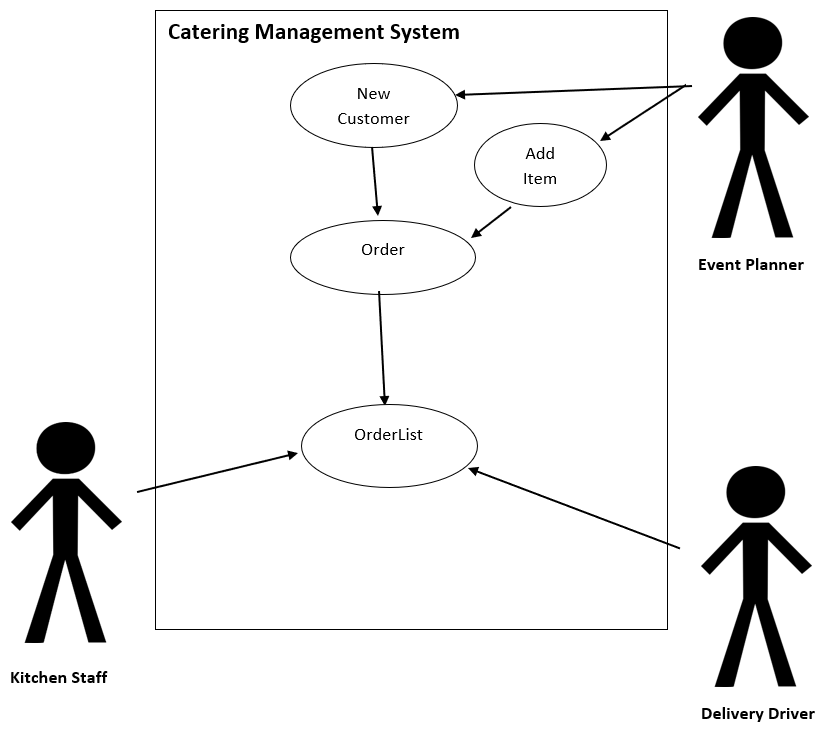 Catering Management System
New
Customer
Add
Item
Event Planner
Order
OrderList
Kitchen Staff
Delivery Driver